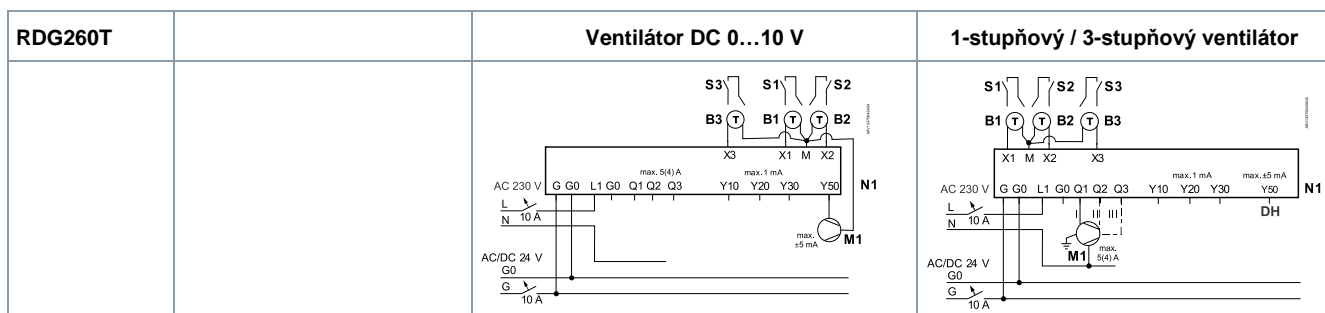 RDG260T
Ventilátor DC 0…10 V
1-stupňový / 3-stupňový ventilátor
S3 S1 S2
B3 T B1 T T B2
X3 X1 M X2
max. 5(4) A max. 1 mA
AC 230 V G G0 L1 G0 Q1 Q2 Q3 Y10 Y20 Y30 Y50 N1
L
10 A
N
max.
±5 mA
M1
AC/DC 24 V
G0
G
10 A
S1 S2 S3
B1 T T B2 T B3
X1 M X2 X3
max. 1 mA max. ±5 mA
AC 230 V G G0 L1 G0 Q1 Q2 Q3 Y10 Y20 Y30 Y50 N1
L
10 A
I II III
DH
N
M1
max.
5(4) A
AC/DC 24 V
G0
G
10 A